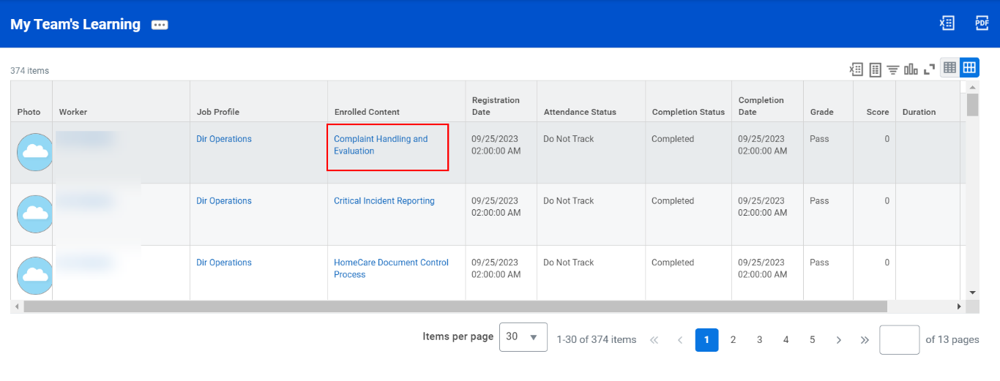 My Team's Learning
PDF
374 items
Photo Worker Job Profile Enrolled Content Registration Date Attendance Status Completion Status Completion Date Grade Score Duration
Dir Operations Complaint Handling and 09/25/2023 Do Not Track Completed 09/25/2023 Pass 0
Evaluation 02:00:00 AM 02:00:00 AM
Dir Operations Critical Incident Reporting 09/25/2023 Do Not Track Completed 09/25/2023 Pass 0
02:00:00 AM 02:00:00 AM
Dir Operations HomeCare Document Control 09/25/2023 Do Not Track Completed 09/25/2023 Pass 0
Process 02:00:00 AM 02:00:00 AM
Items per page 30 1-30 of 374 items 1 2 3 4 5 of 13 pages